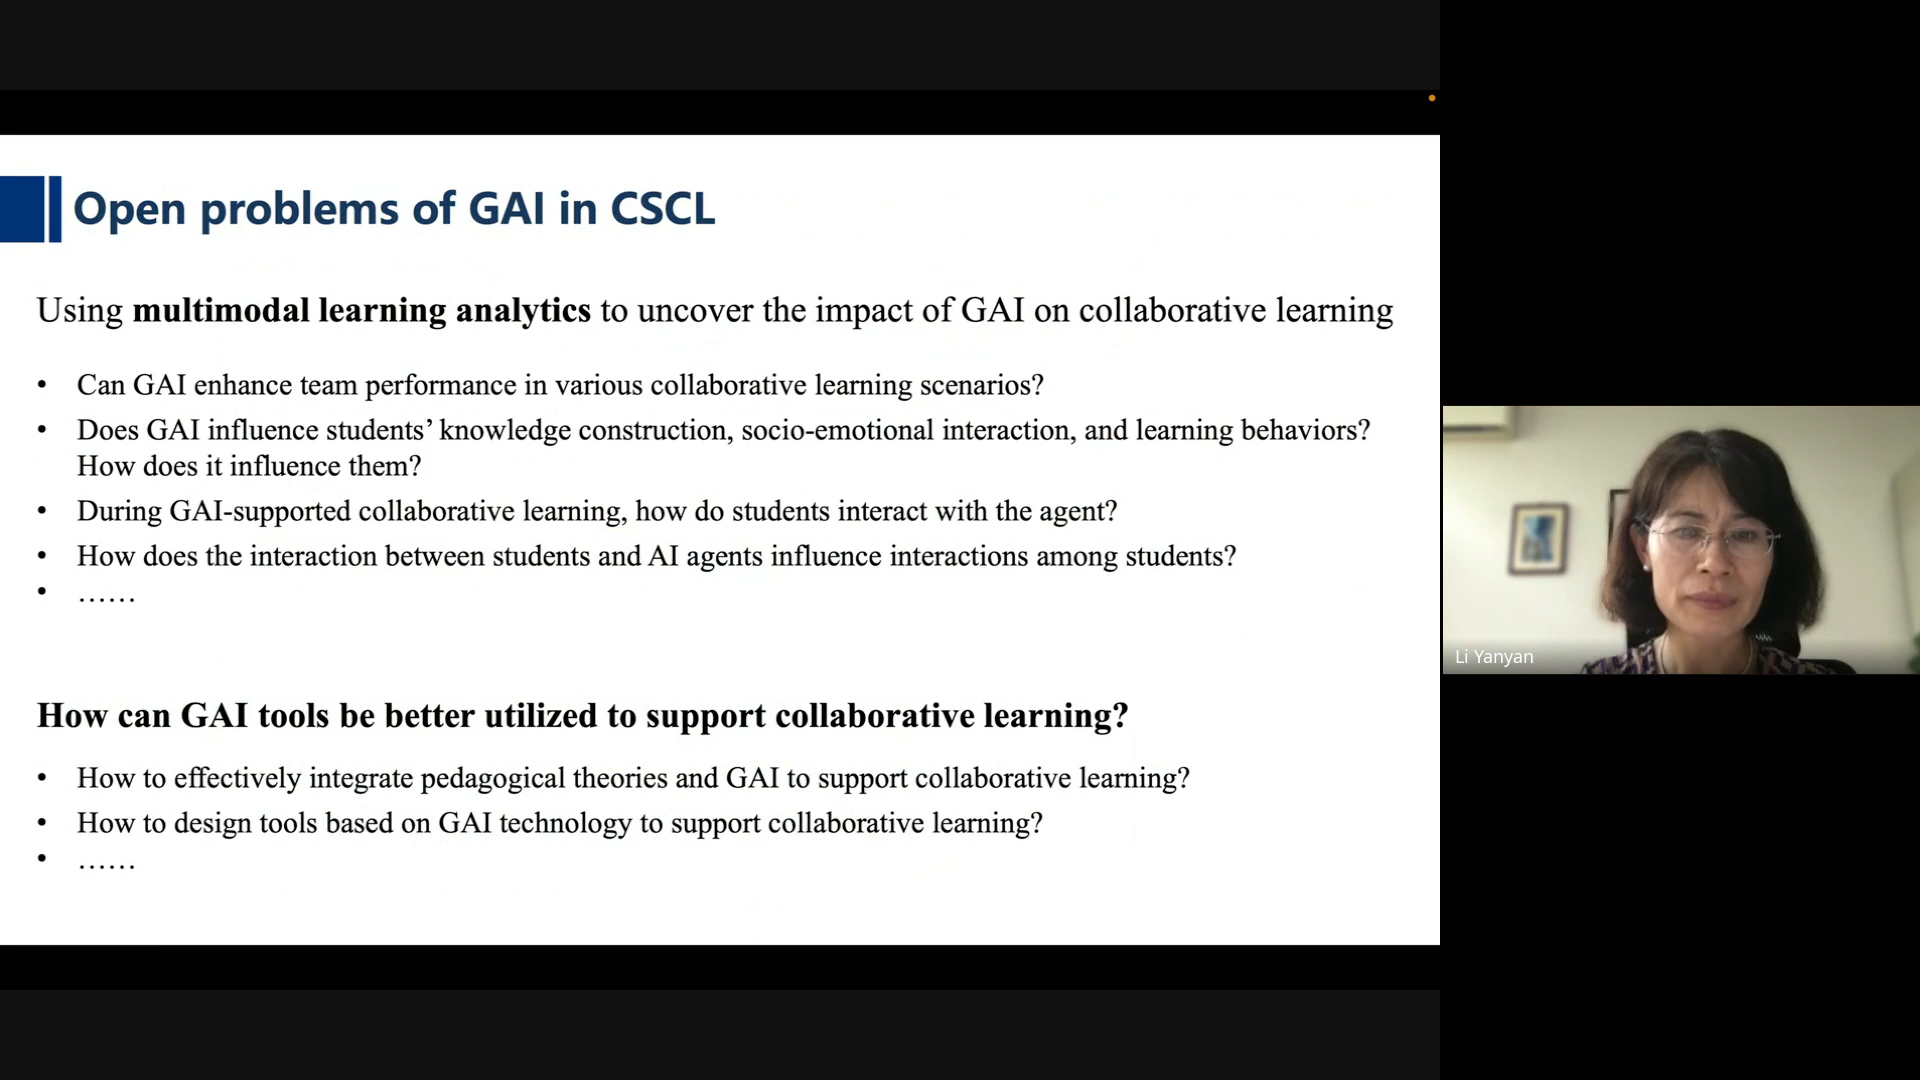 Open problems of GAI in CSCL
Using multimodal learning analytics to uncover the impact of GAI on collaborative learning
• Can GAI enhance team performance in various collaborative learning scenarios?
• Does GAI influence students’ knowledge construction, socio-emotional interaction, and learning behaviors?
How does it influence them?
• During GAI-supported collaborative learning, how do students interact with the agent?
• How does the interaction between students and AI agents influence interactions among students?
• ……
How can GAI tools be better utilized to support collaborative learning?
• How to effectively integrate pedagogical theories and GAI to support collaborative learning?
• How to design tools based on GAI technology to support collaborative learning?
• ……
Li Yanyan